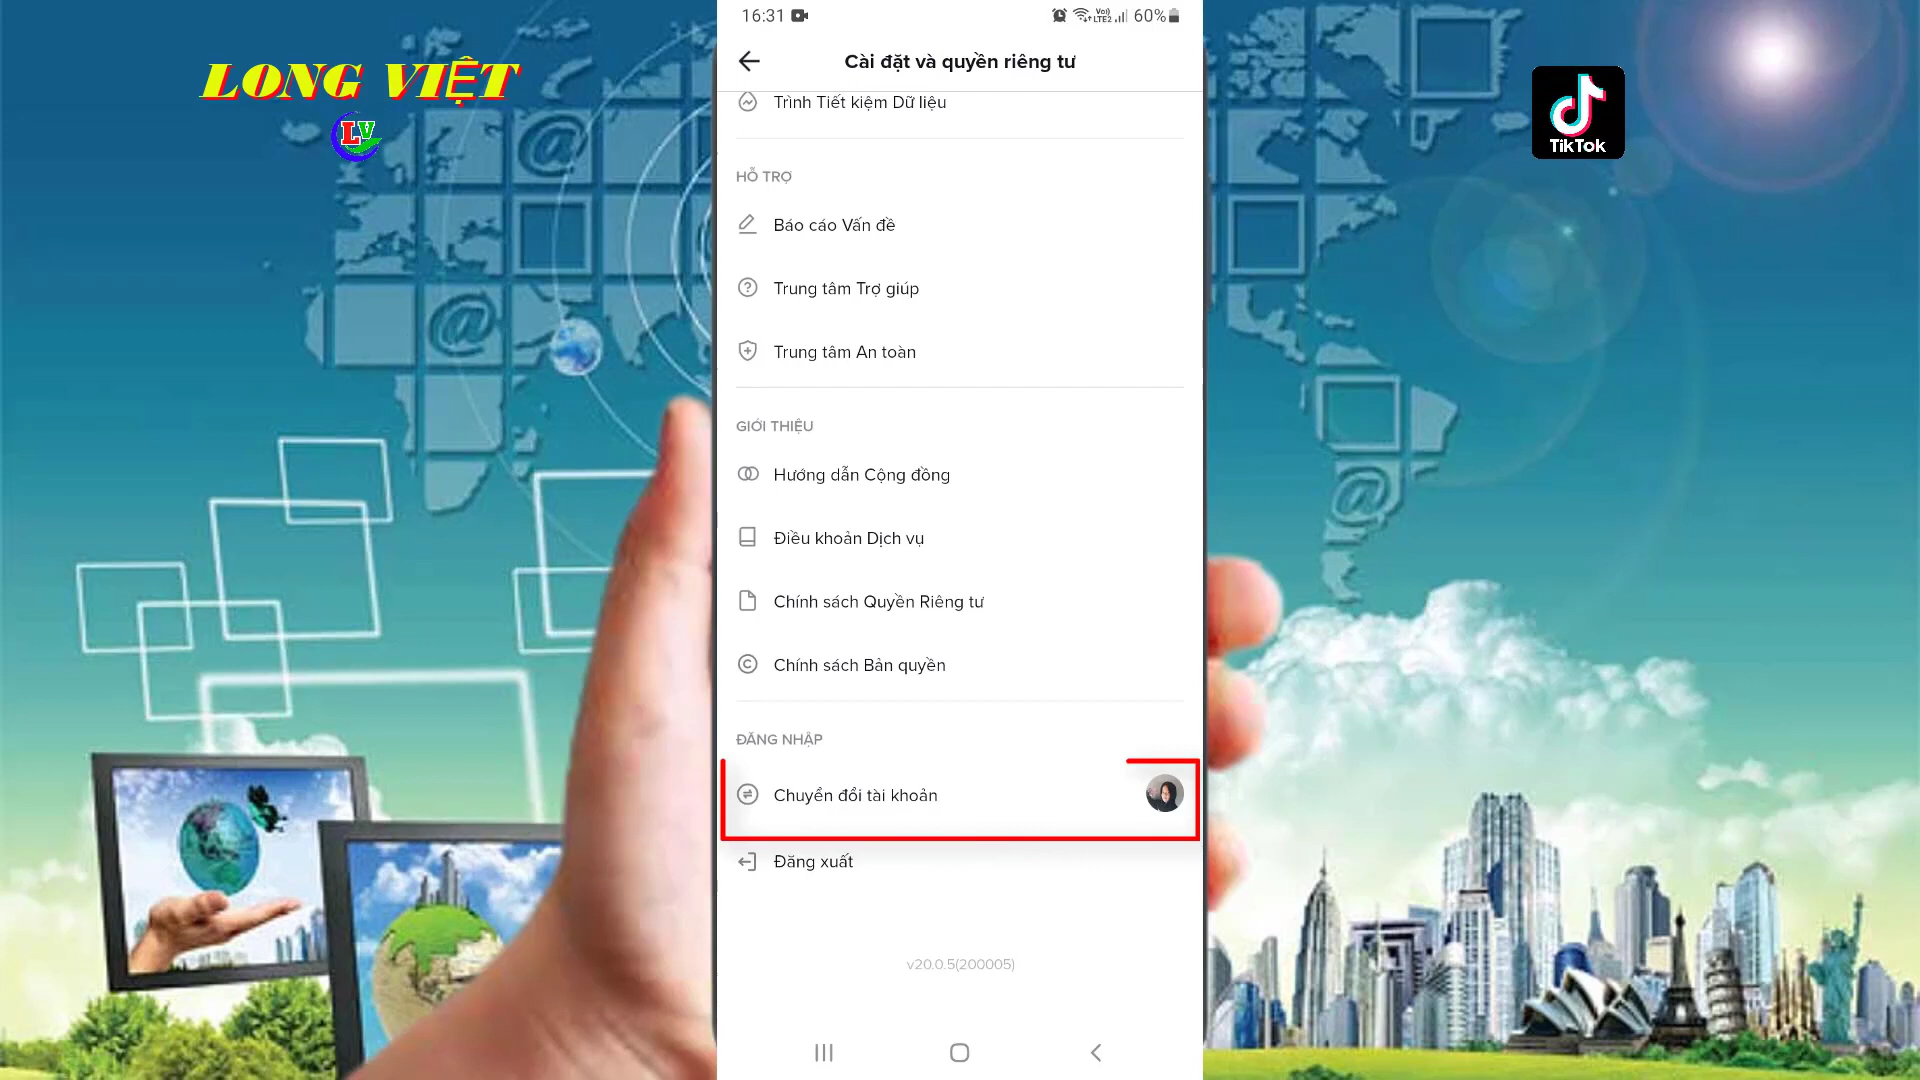 LONG VIỆT
LV
TikTok
16:31
Vo) LTE2 60%
Cài đặt và quyền riêng tư
Trình Tiết kiệm Dữ liệu
HỖ TRỢ
Báo cáo Vấn đề
Trung tâm Trợ giúp
Trung tâm An toàn
GIỚI THIỆU
Hướng dẫn Cộng đồng
Điều khoản Dịch vụ
Chính sách Quyền Riêng tư
Chính sách Bản quyền
ĐĂNG NHẬP
Chuyển đổi tài khoản
Đăng xuất
v20.0.5(200005)